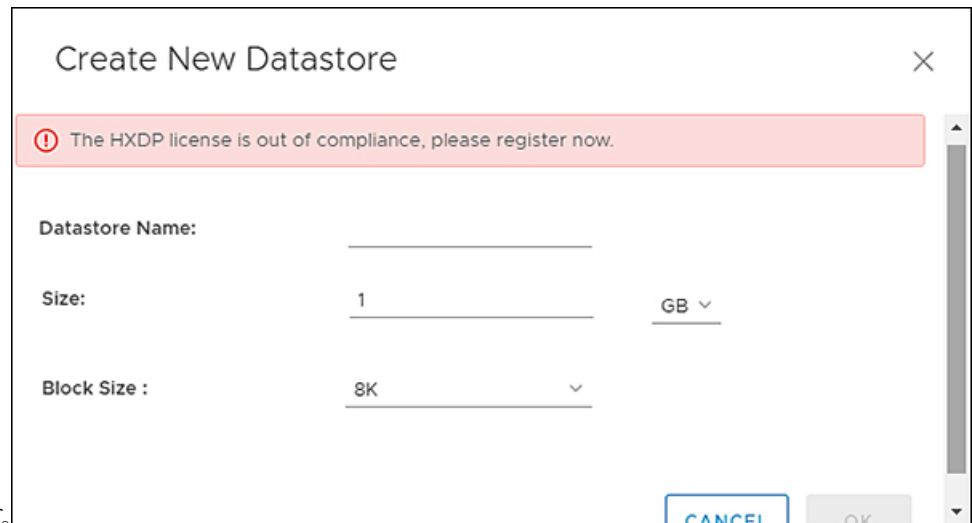 Create New Datastore
The HXDP license is out of compliance, please register now.
Datastore Name:
Size: 1 GB
Block Size : 8K
CANCEL OK